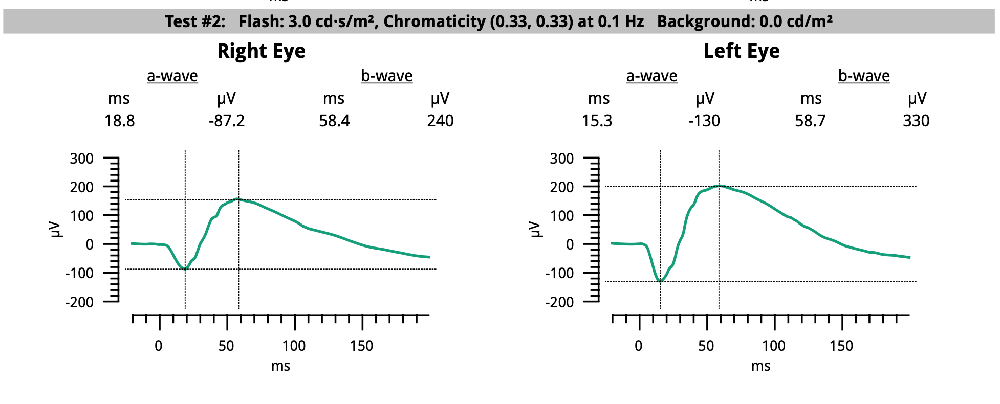 Test #2: Flash: 3.0 cd·s/m², Chromaticity (0.33, 0.33) at 0.1 Hz Background: 0.0 cd/m²
Right Eye
a-wave b-wave
ms µV ms µV
18.8 -87.2 58.4 240
300
200
100
0
-100
-200
µV
0 50 100 150
ms
Left Eye
a-wave b-wave
ms µV ms µV
15.3 -130 58.7 330
300
200
100
0
-100
-200
µV
0 50 100 150
ms